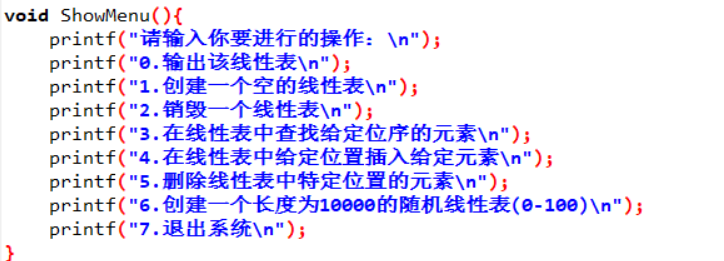 void ShowMenu(){
printf("请输入你要进行的操作：\n");
printf("0.输出该线性表\n");
printf("1.创建一个空的线性表\n");
printf("2.销毁一个线性表\n");
printf("3.在线性表中查找给定位序的元素\n");
printf("4.在线性表中给定位置插入给定元素\n");
printf("5.删除线性表中特定位置的元素\n");
printf("6.创建一个长度为10000的随机线性表(0-100)\n");
printf("7.退出系统\n");
}